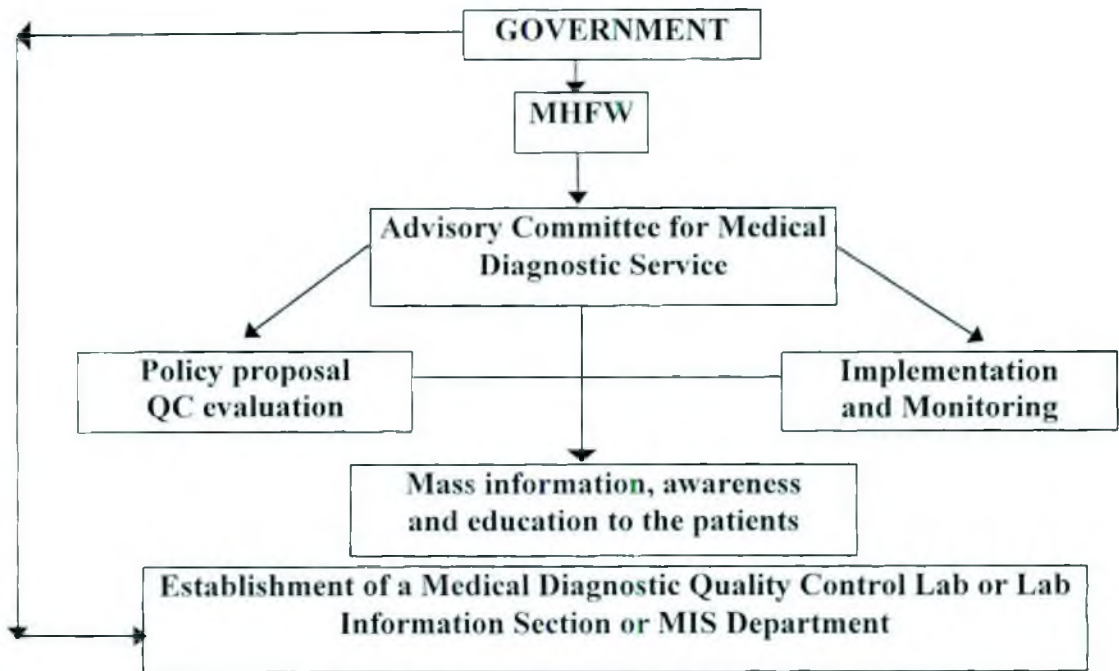 GOVERNMENT
MHFW
Advisory Committee for Medical
Diagnostic Service
Policy proposal
QC evaluation
Implementation
and Monitoring
Mass information, awareness
and education to the patients
Establishment of a Medical Diagnostic Quality Control Lab or Lab
Information Section or MIS Department